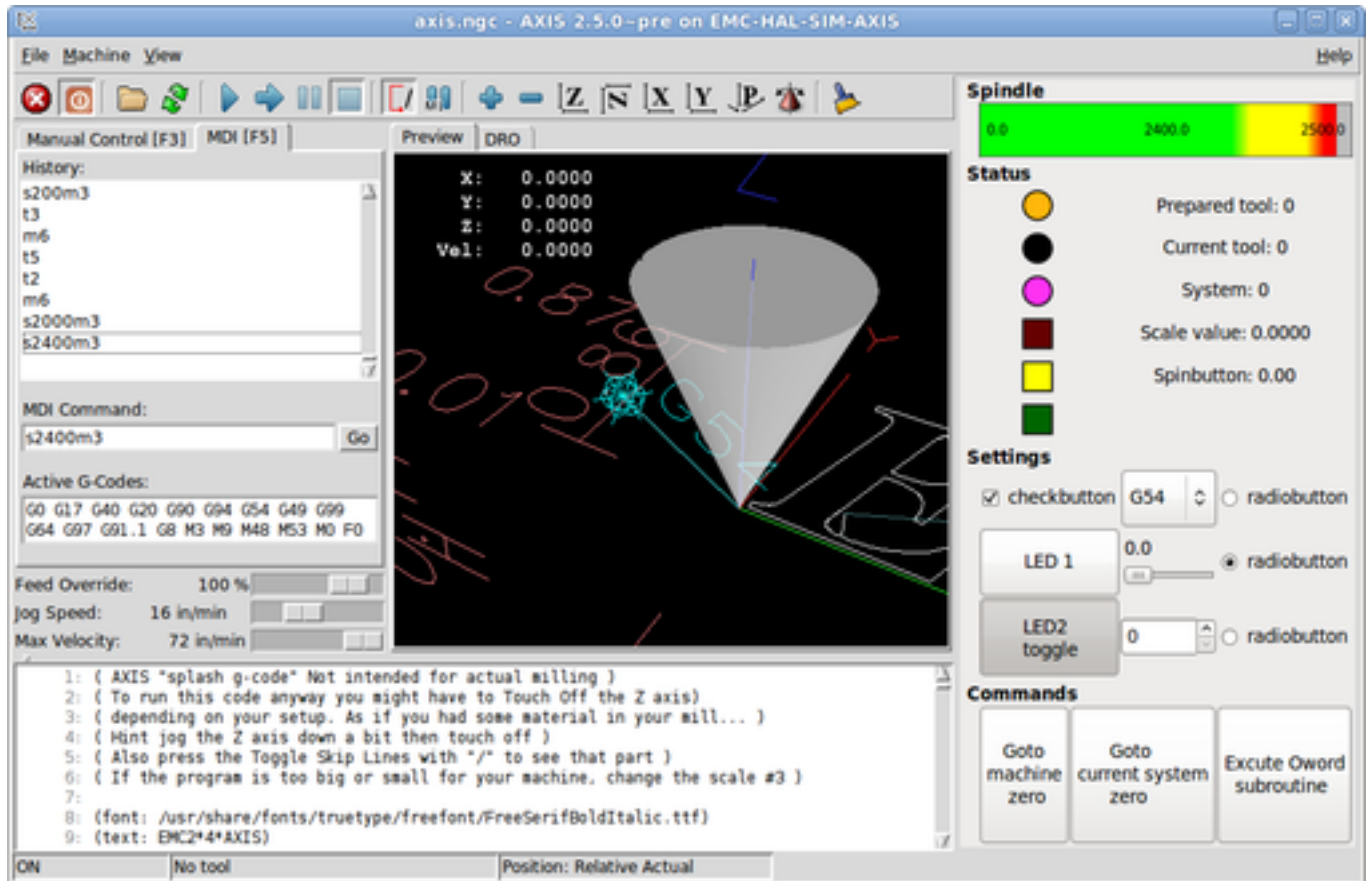 axis.ngc - AXIS 2.5.0~pre on EMC-HAL-SIM-AXIS
File Machine View Help
Z N X Y P
Manual Control [F3] MDI [F5]
History:
s200m3
t3
m6
t5
t2
m6
s2000m3
s2400m3
MDI Command:
s2400m3 Go
Active G-Codes:
G0 G17 G40 G20 G90 G94 G54 G49 G99
G64 G97 G91.1 G8 M3 M9 M48 M53 M0 F0
Feed Override: 100 %
Jog Speed: 16 in/min
Max Velocity: 72 in/min
Preview DRO
X: 0.0000
Y: 0.0000
Z: 0.0000
Vel: 0.0000
G54
Y
Spindle
0.0 2400.0 2500.0
Status
Prepared tool: 0
Current tool: 0
System: 0
Scale value: 0.0000
Spinbutton: 0.00
Settings
checkbutton G54 radiobutton
LED 1 0.0 radiobutton
LED2
toggle 0 radiobutton
Commands
Goto
machine
zero
Goto
current system
zero
Excute Oword
subroutine
1: ( AXIS "splash g-code" Not intended for actual milling )
2: ( To run this code anyway you might have to Touch Off the Z axis)
3: ( depending on your setup. As if you had some material in your mill... )
4: ( Hint jog the Z axis down a bit then touch off )
5: ( Also press the Toggle Skip Lines with "/" to see that part )
6: ( If the program is too big or small for your machine, change the scale #3 )
7:
8: (font: /usr/share/fonts/truetype/freefont/FreeSerifBoldItalic.ttf)
9: (text: EMC2*4*AXIS)
ON No tool Position: Relative Actual